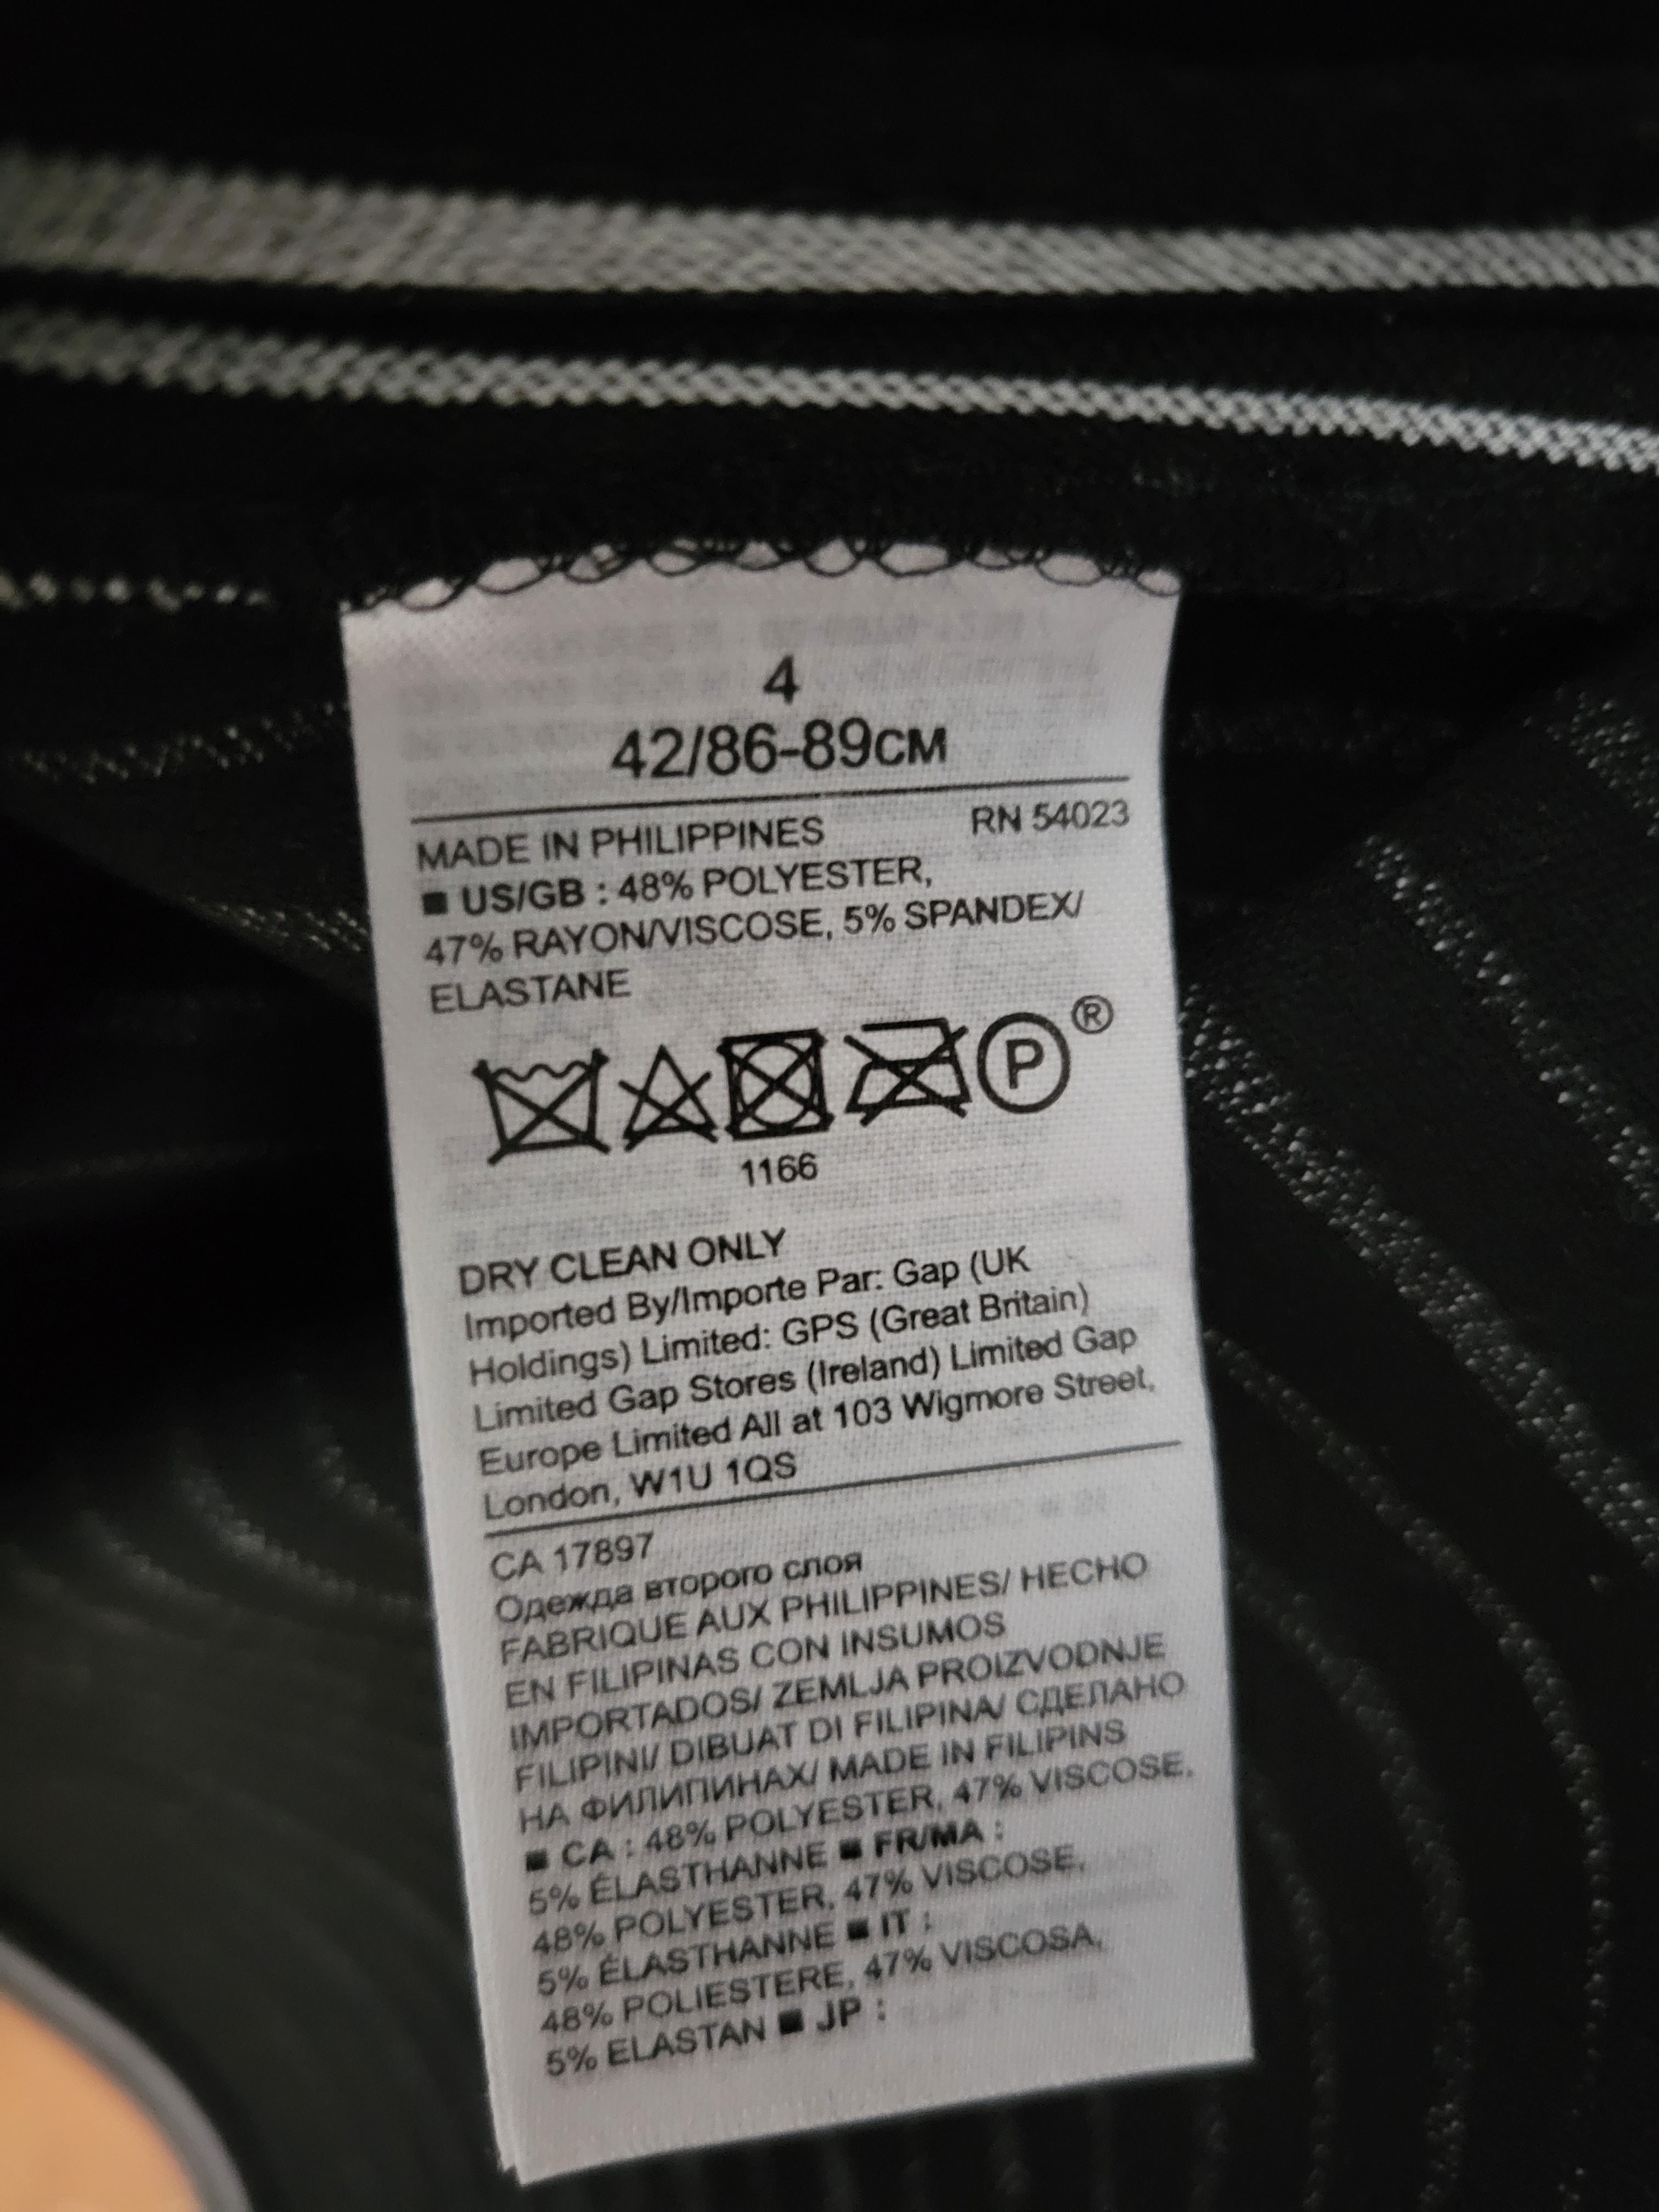 4
42/86-89CM
MADE IN PHILIPPINES RN 54023
■ US/GB : 48% POLYESTER,
47% RAYON/VISCOSE, 5% SPANDEX/
ELASTANE
P ®
1166
DRY CLEAN ONLY
Imported By/Importe Par: Gap (UK
Holdings) Limited: GPS (Great Britain)
Limited Gap Stores (Ireland) Limited Gap
Europe Limited All at 103 Wigmore Street,
London, W1U 1QS
CA 17897
Одежда второго слоя
FABRIQUE AUX PHILIPPINES/ HECHO
EN FILIPINAS CON INSUMOS
IMPORTADOS/ ZEMLJA PROIZVODNJE
FILIPINI/ DIBUAT DI FILIPINA/ СДЕЛАНО
НА ФИЛИПИНАХ/ MADE IN FILIPINS
■ CA : 48% POLYESTER, 47% VISCOSE,
5% ÉLASTHANNE ■ FR/MA :
48% POLYESTER, 47% VISCOSE,
5% ÉLASTHANNE ■ IT :
48% POLIESTERE, 47% VISCOSA,
5% ELASTAN ■ JP :